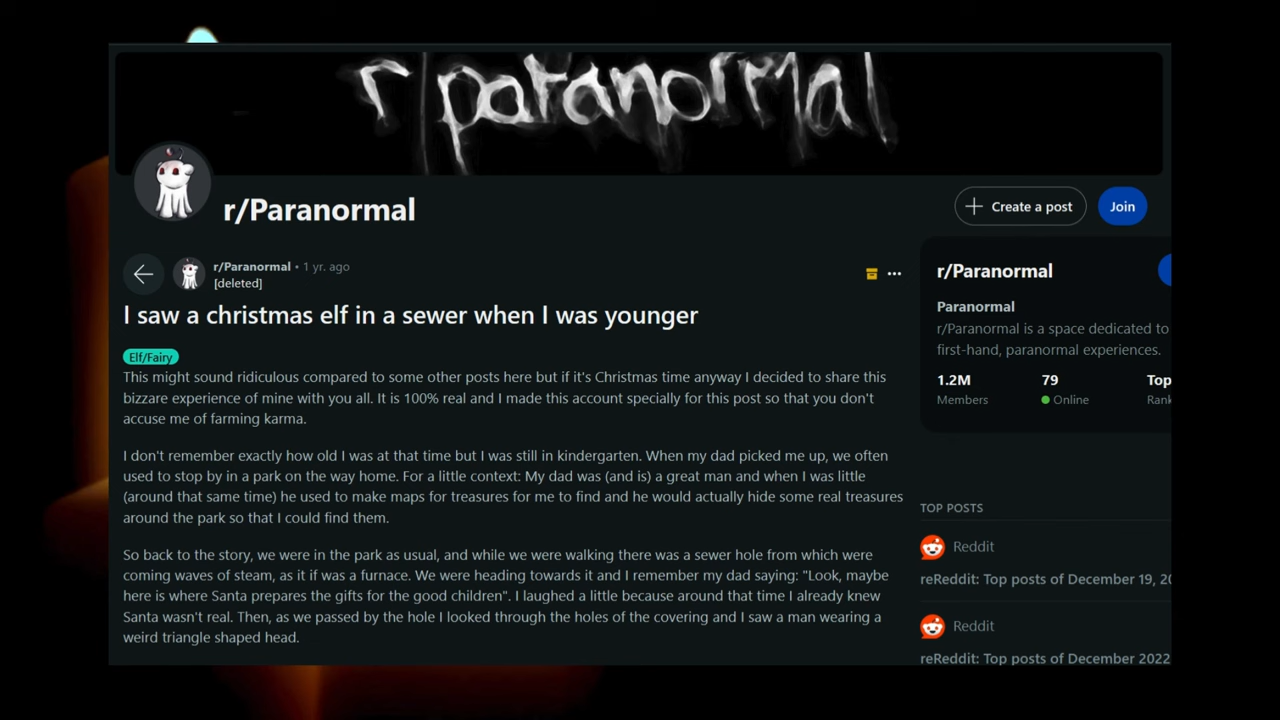 r/paranormal
r/Paranormal
Create a post
Join
r/Paranormal • 1 yr. ago
[deleted]
I saw a christmas elf in a sewer when I was younger
Elf/Fairy
This might sound ridiculous compared to some other posts here but if it's Christmas time anyway I decided to share this
bizzare experience of mine with you all. It is 100% real and I made this account specially for this post so that you don't
accuse me of farming karma.
I don't remember exactly how old I was at that time but I was still in kindergarten. When my dad picked me up, we often
used to stop by in a park on the way home. For a little context: My dad was (and is) a great man and when I was little
(around that same time) he used to make maps for treasures for me to find and he would actually hide some real treasures
around the park so that I could find them.
So back to the story, we were in the park as usual, and while we were walking there was a sewer hole from which were
coming waves of steam, as it if was a furnace. We were heading towards it and I remember my dad saying: "Look, maybe
here is where Santa prepares the gifts for the good children". I laughed a little because around that time I already knew
Santa wasn't real. Then, as we passed by the hole I looked through the holes of the covering and I saw a man wearing a
weird triangle shaped head.
r/Paranormal
Paranormal
r/Paranormal is a space dedicated to
first-hand, paranormal experiences.
1.2M 79 Top
Members Online Rank
TOP POSTS
Reddit
reReddit: Top posts of December 19, 20
Reddit
reReddit: Top posts of December 2022